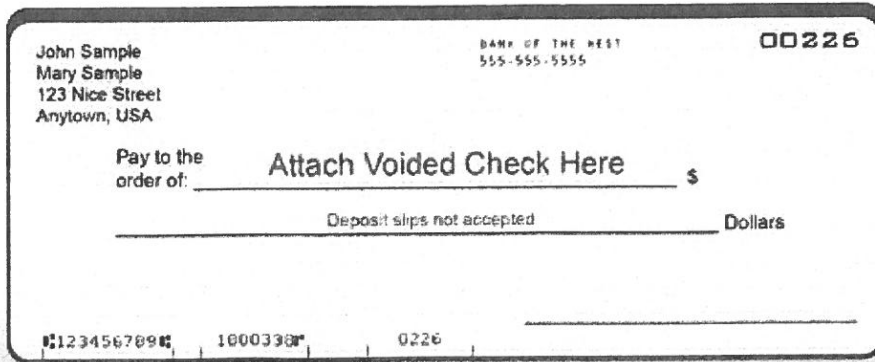 John Sample
Mary Sample
123 Nice Street
Anytown, USA
BANK OF THE WEST
555-555-5555
00226
Pay to the
order of: Attach Voided Check Here $
Deposit slips not accepted Dollars
⑆123456789⑆ 1800338⑈ 0226